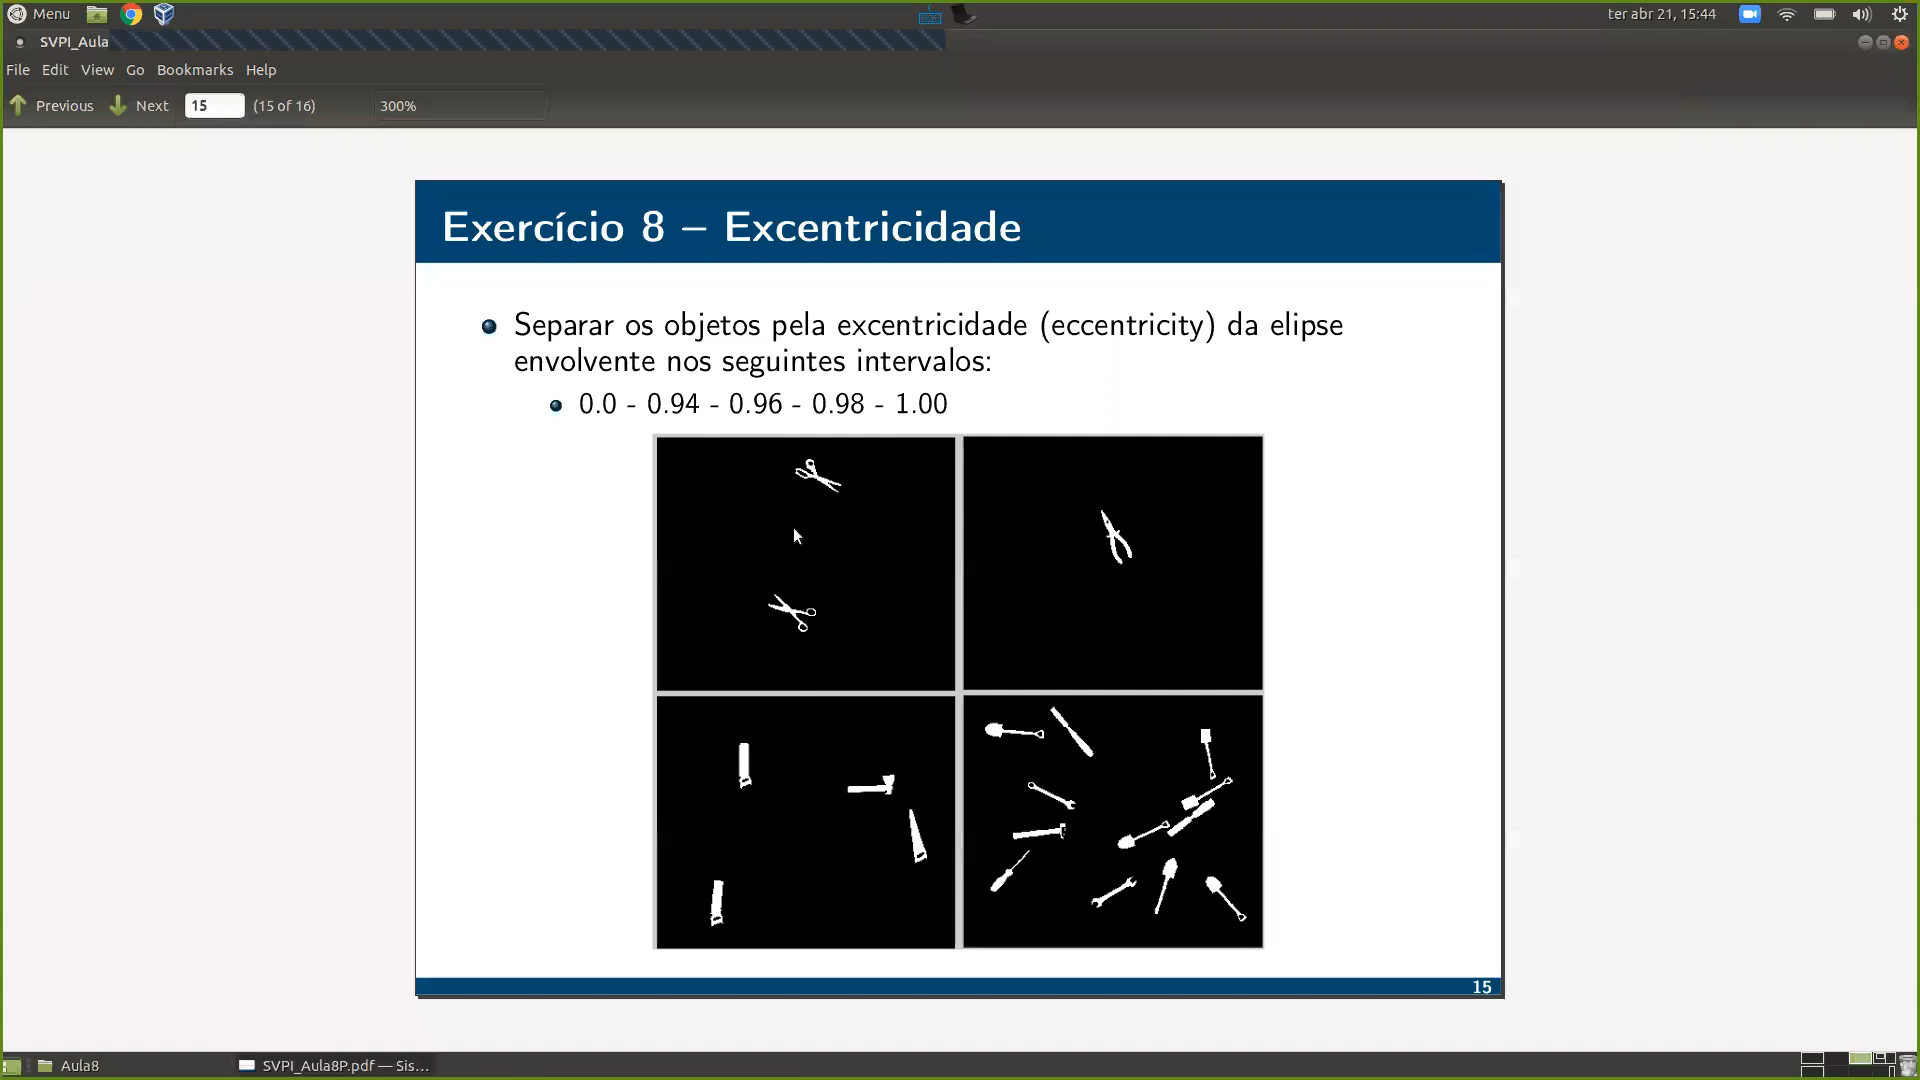 Menu
ter abr 21, 15:44
SVPI_Aula
File Edit View Go Bookmarks Help
Previous Next 15 (15 of 16) 300%
Exercício 8 – Excentricidade
Separar os objetos pela excentricidade (eccentricity) da elipse
envolvente nos seguintes intervalos:
0.0 - 0.94 - 0.96 - 0.98 - 1.00
15
Aula8
SVPI_Aula8P.pdf — Sis...